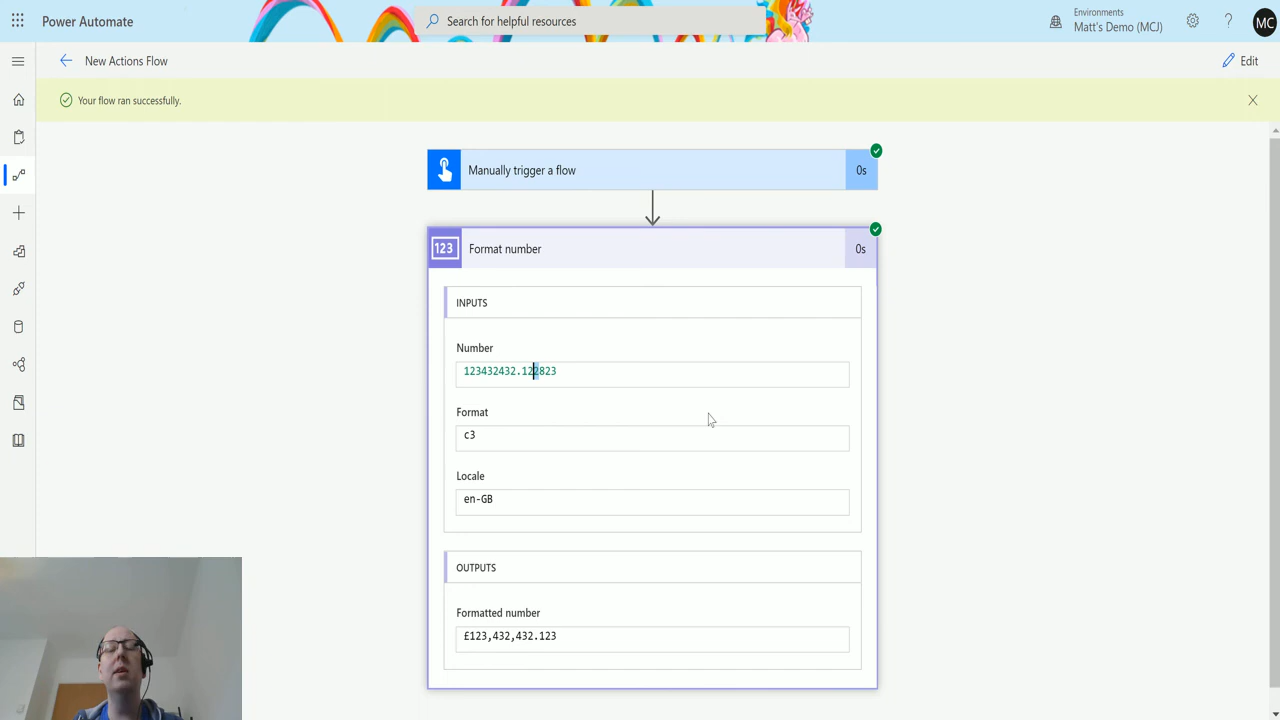 Power Automate
Search for helpful resources
Environments
Matt's Demo (MCJ)
MC
New Actions Flow
Edit
Your flow ran successfully.
Manually trigger a flow
0s
123
Format number
0s
INPUTS
Number
123432432.122823
Format
c3
Locale
en-GB
OUTPUTS
Formatted number
£123,432,432.123